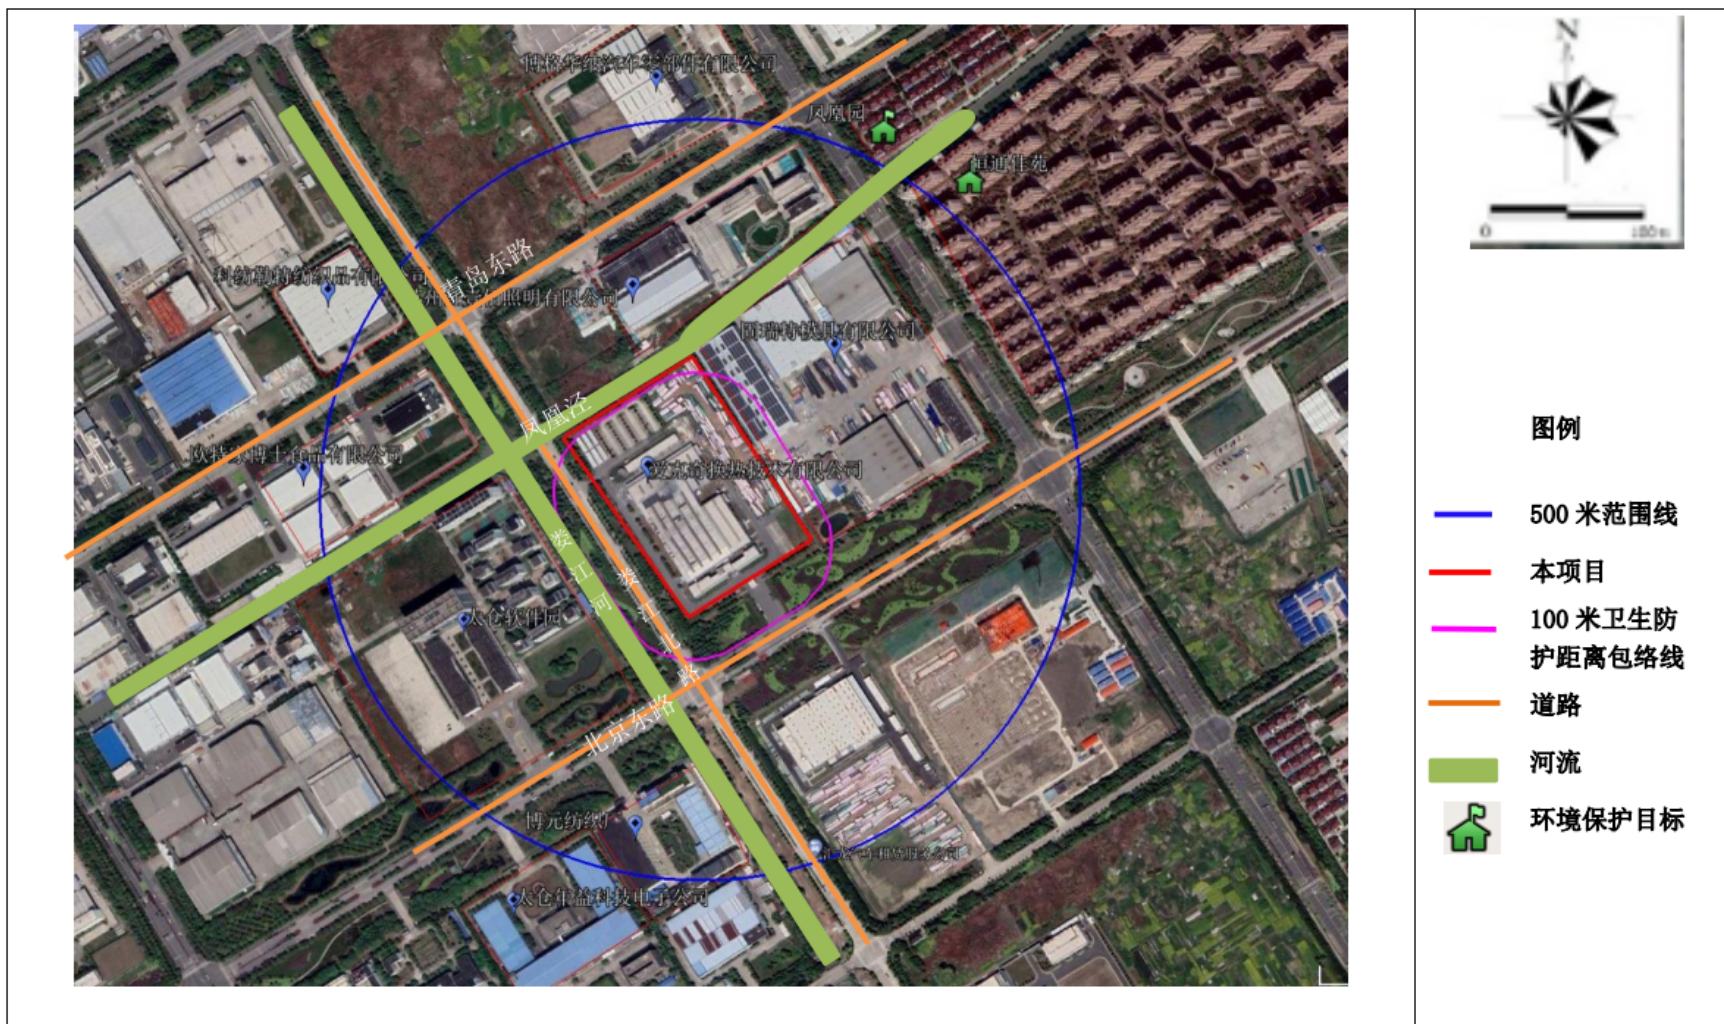 博格华纳汽车零部件有限公司
凤凰园
恒通佳苑
青岛东路
科纺勒特纺织品有限公司
照明有限公司
固瑞特模具有限公司
凤凰泾
欧特家博士食品有限公司
爱克奇换热技术有限公司
娄江河
娄江北路
太仓软件园
北京东路
博元纺织厂
太仓年益科技电子公司
N
0
图例
500 米范围线
本项目
100 米卫生防
护距离包络线
道路
河流
环境保护目标